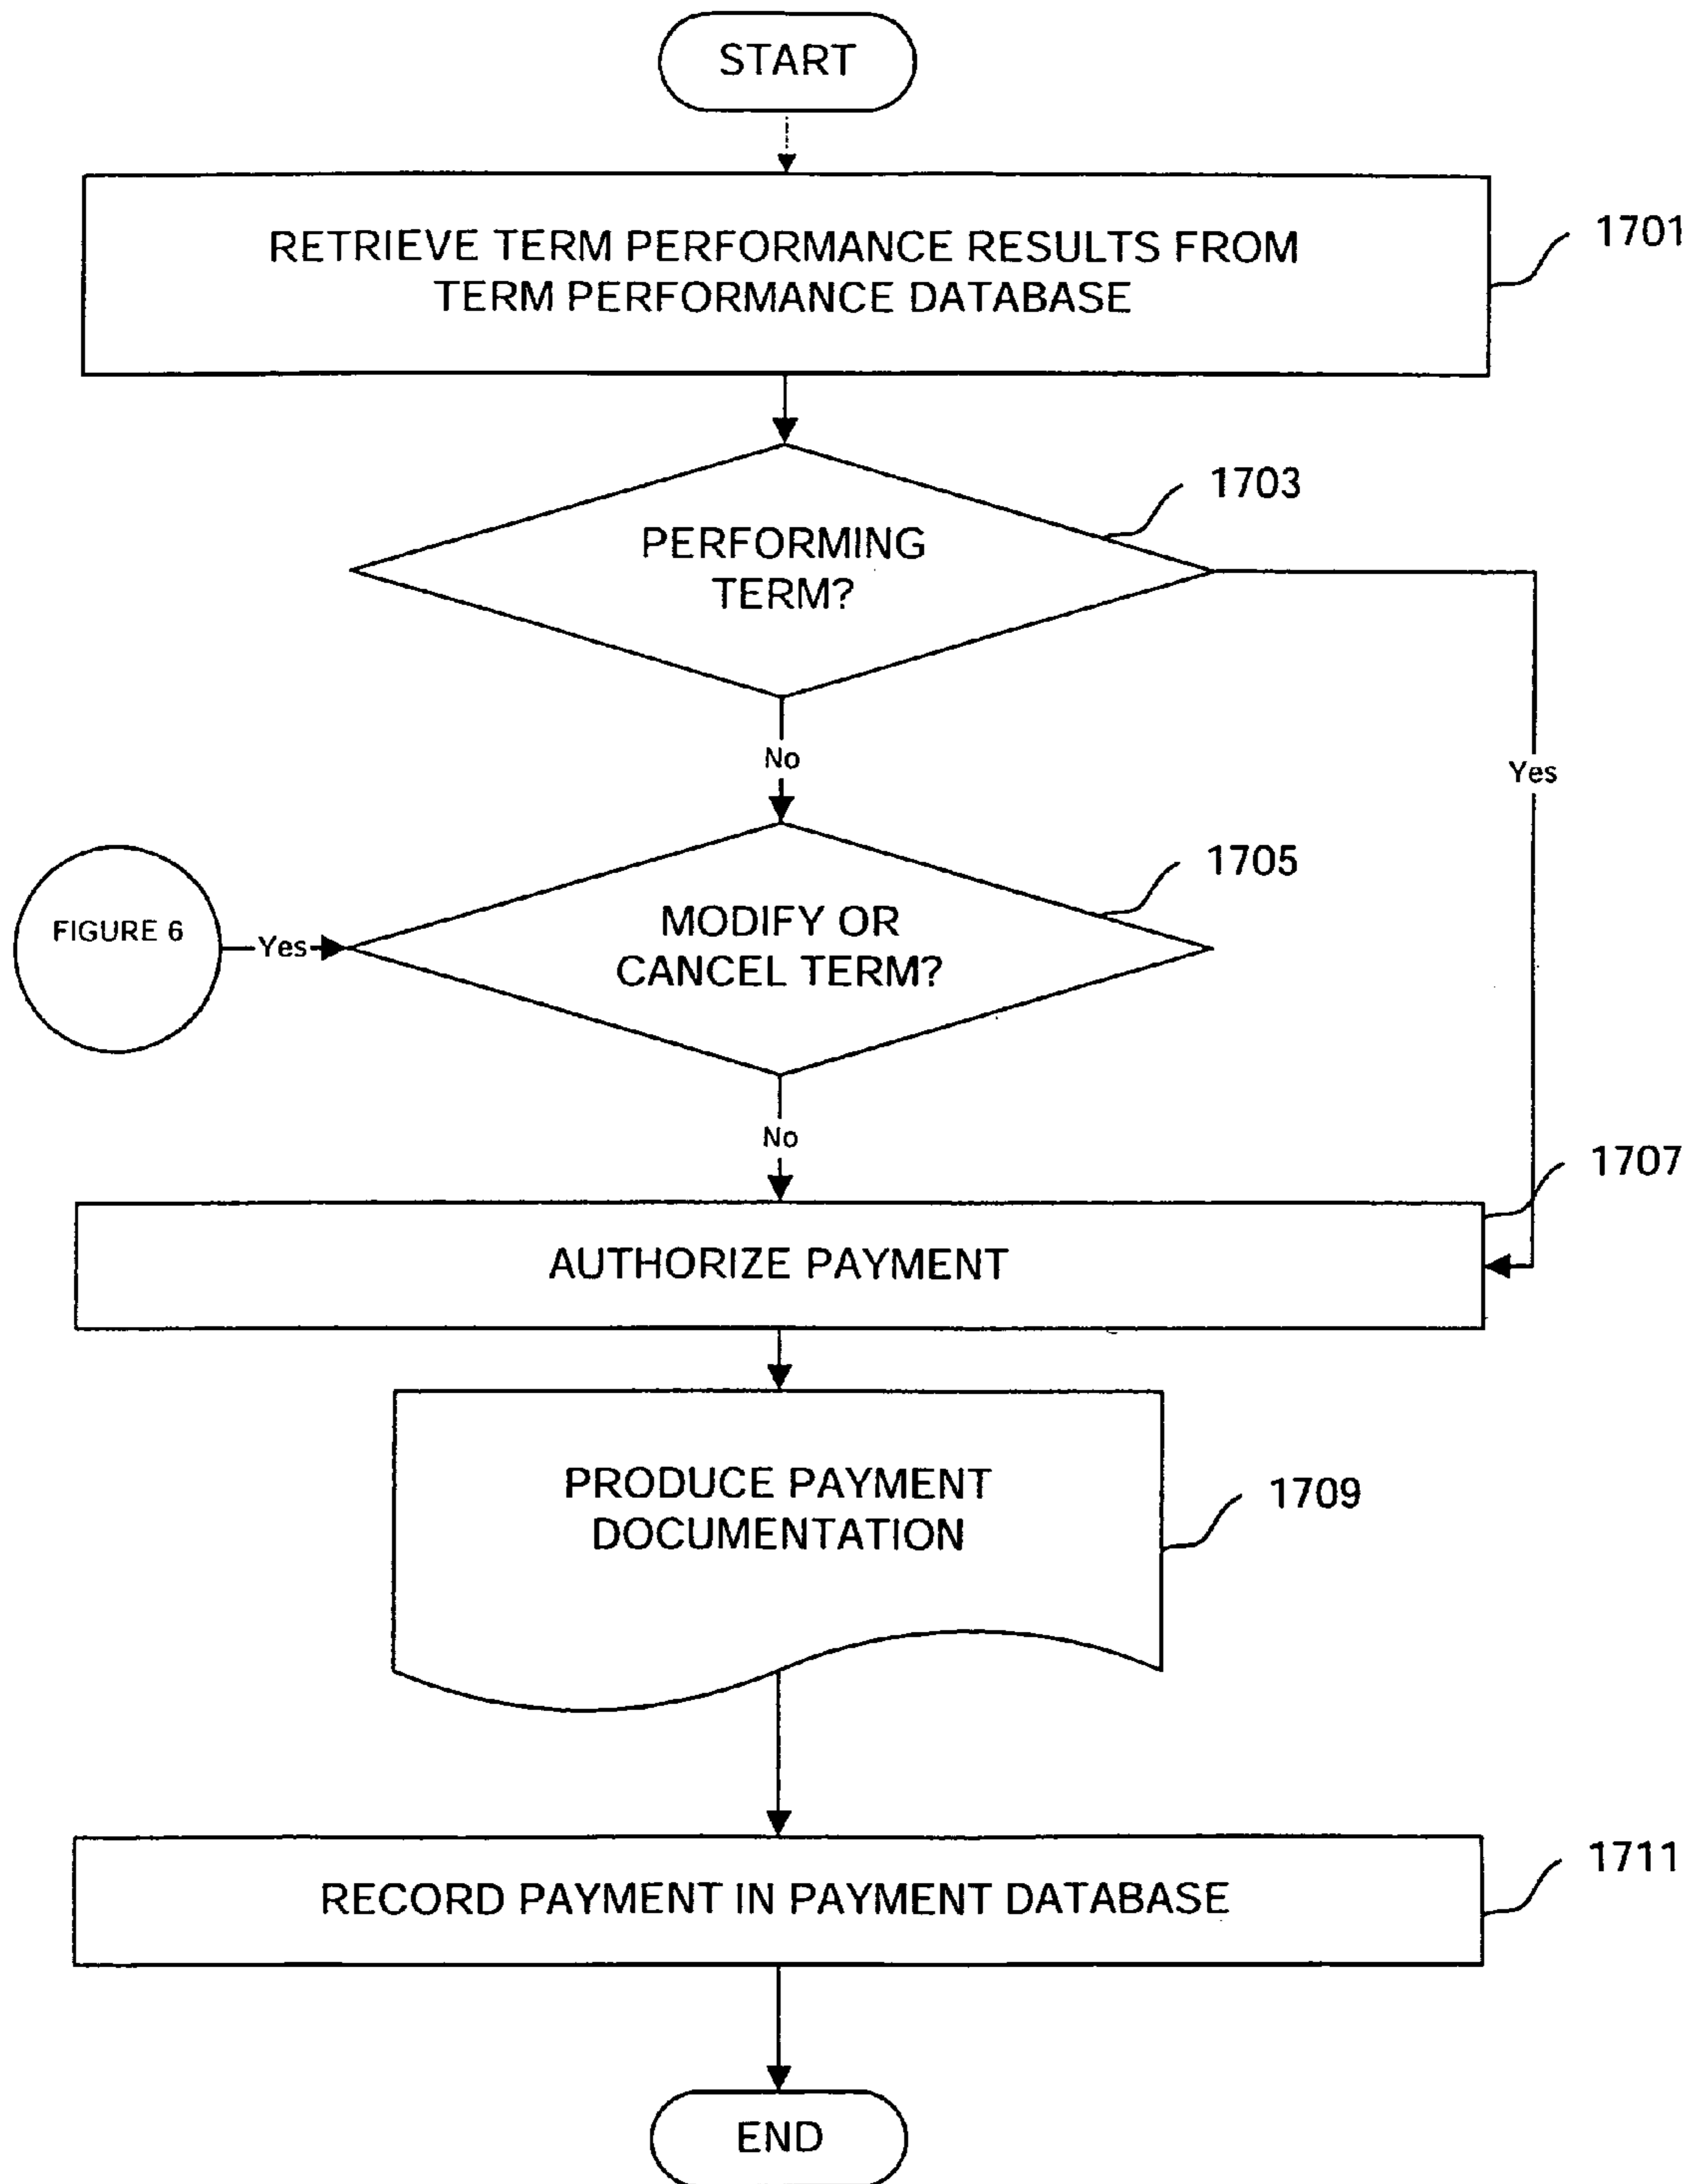 START
RETRIEVE TERM PERFORMANCE RESULTS FROM
TERM PERFORMANCE DATABASE
1701
PERFORMING
TERM?
1703
No
Yes
FIGURE 6
Yes
MODIFY OR
CANCEL TERM?
1705
No
AUTHORIZE PAYMENT
1707
PRODUCE PAYMENT
DOCUMENTATION
1709
RECORD PAYMENT IN PAYMENT DATABASE
1711
END